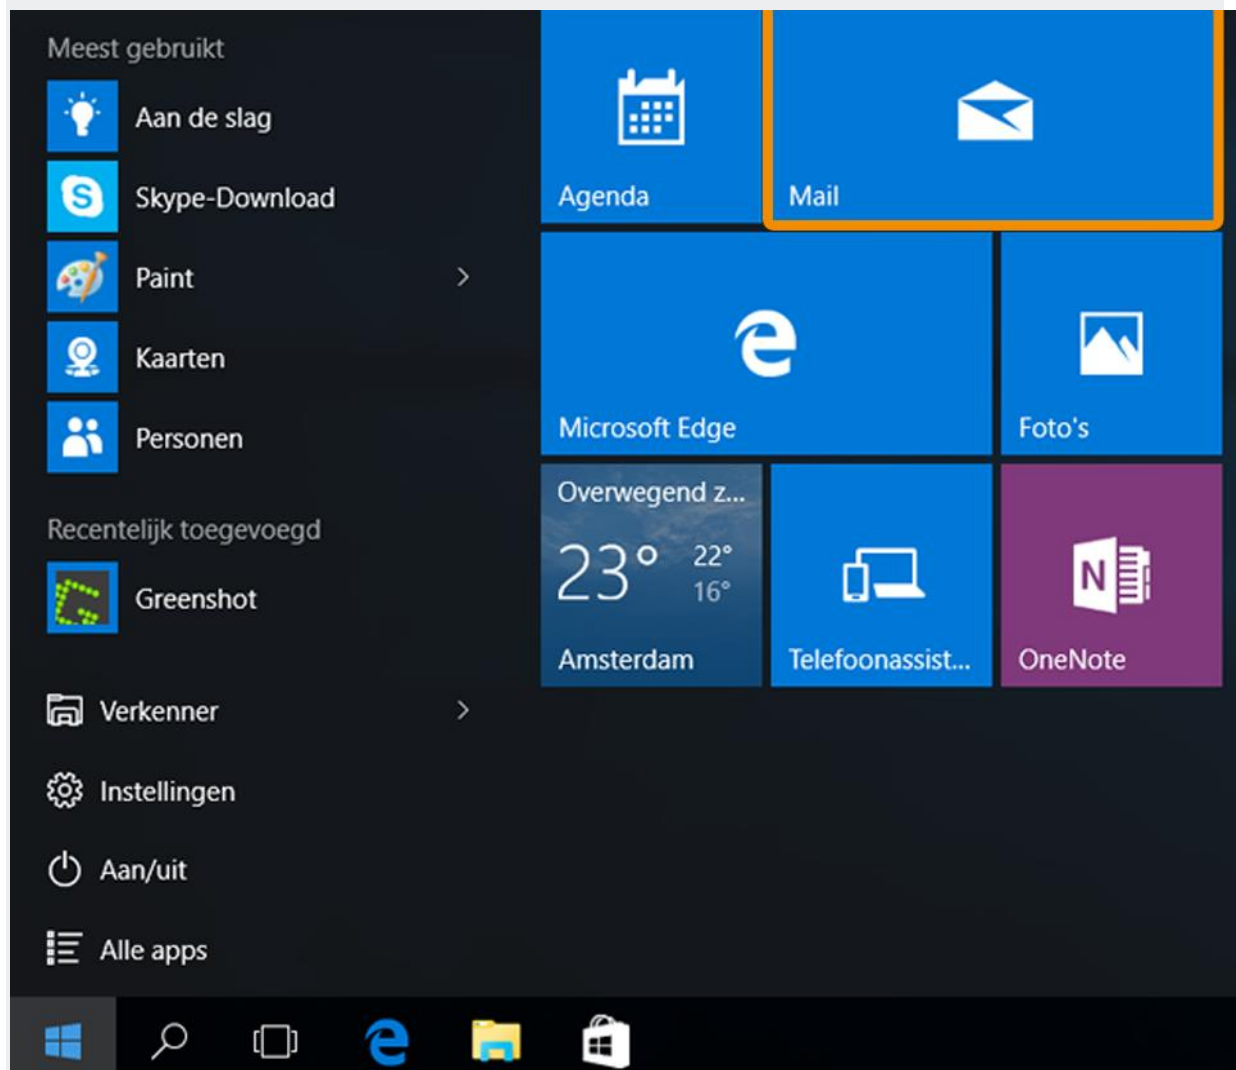 Meest gebruikt
Aan de slag
Skype-Download
Paint
Kaarten
Personen
Recentelijk toegevoegd
Greenshot
Verkenner
Instellingen
Aan/uit
Alle apps
Agenda
Mail
Microsoft Edge
Foto's
Overwegend z...
23° 22°
16°
Amsterdam
Telefoonassist...
OneNote